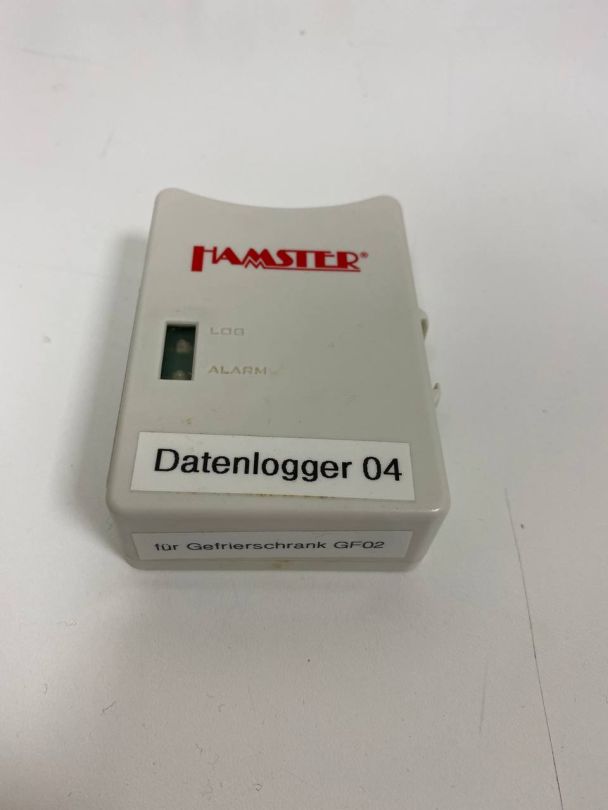 HAMSTER®
LOG
ALARM
Datenlogger 04
für Gefrierschrank GF02